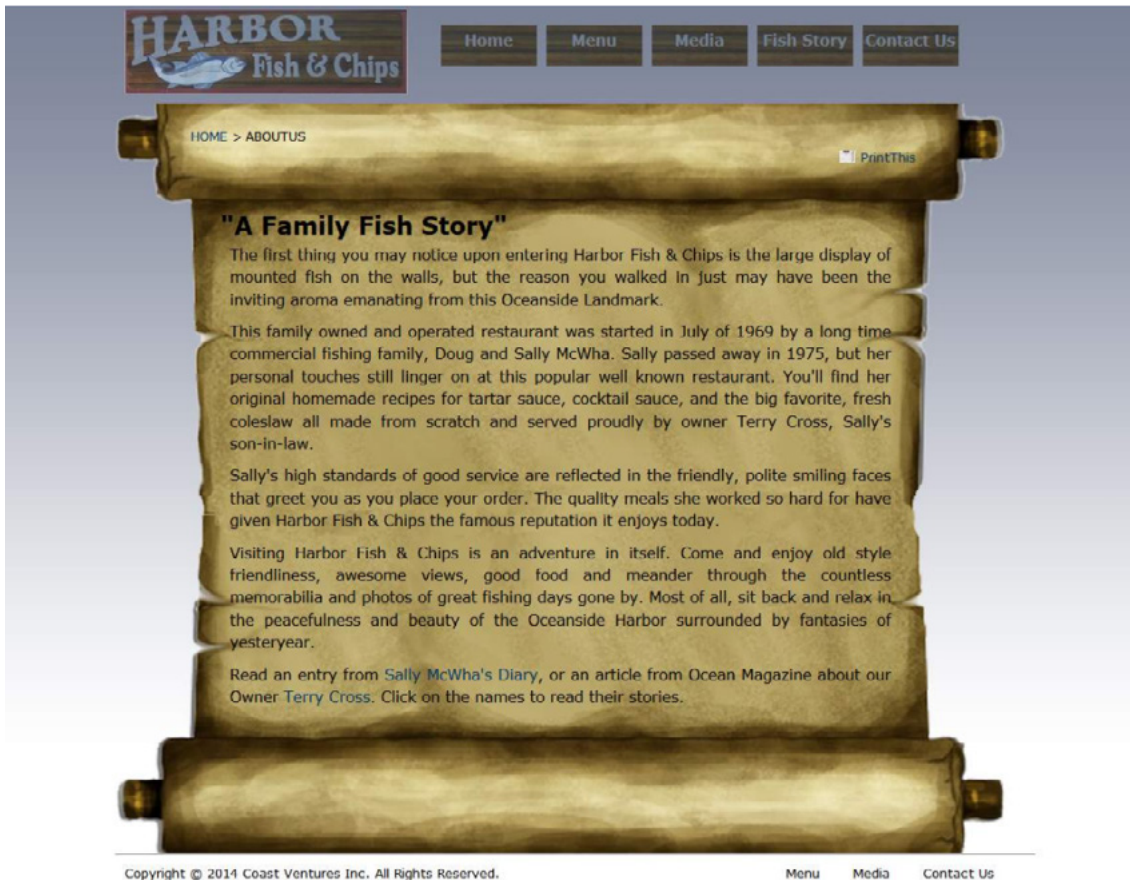 HARBOR
Fish & Chips
Home Menu Media Fish Story Contact Us
HOME > ABOUTUS
PrintThis
"A Family Fish Story"
The first thing you may notice upon entering Harbor Fish & Chips is the large display of
mounted fish on the walls, but the reason you walked in just may have been the
inviting aroma emanating from this Oceanside Landmark.
This family owned and operated restaurant was started in July of 1969 by a long time
commercial fishing family, Doug and Sally McWha. Sally passed away in 1975, but her
personal touches still linger on at this popular well known restaurant. You'll find her
original homemade recipes for tartar sauce, cocktail sauce, and the big favorite, fresh
coleslaw all made from scratch and served proudly by owner Terry Cross, Sally's
son-in-law.
Sally's high standards of good service are reflected in the friendly, polite smiling faces
that greet you as you place your order. The quality meals she worked so hard for have
given Harbor Fish & Chips the famous reputation it enjoys today.
Visiting Harbor Fish & Chips is an adventure in itself. Come and enjoy old style
friendliness, awesome views, good food and meander through the countless
memorabilia and photos of great fishing days gone by. Most of all, sit back and relax in
the peacefulness and beauty of the Oceanside Harbor surrounded by fantasies of
yesteryear.
Read an entry from Sally McWha's Diary, or an article from Ocean Magazine about our
Owner Terry Cross. Click on the names to read their stories.
Copyright © 2014 Coast Ventures Inc. All Rights Reserved. Menu Media Contact Us